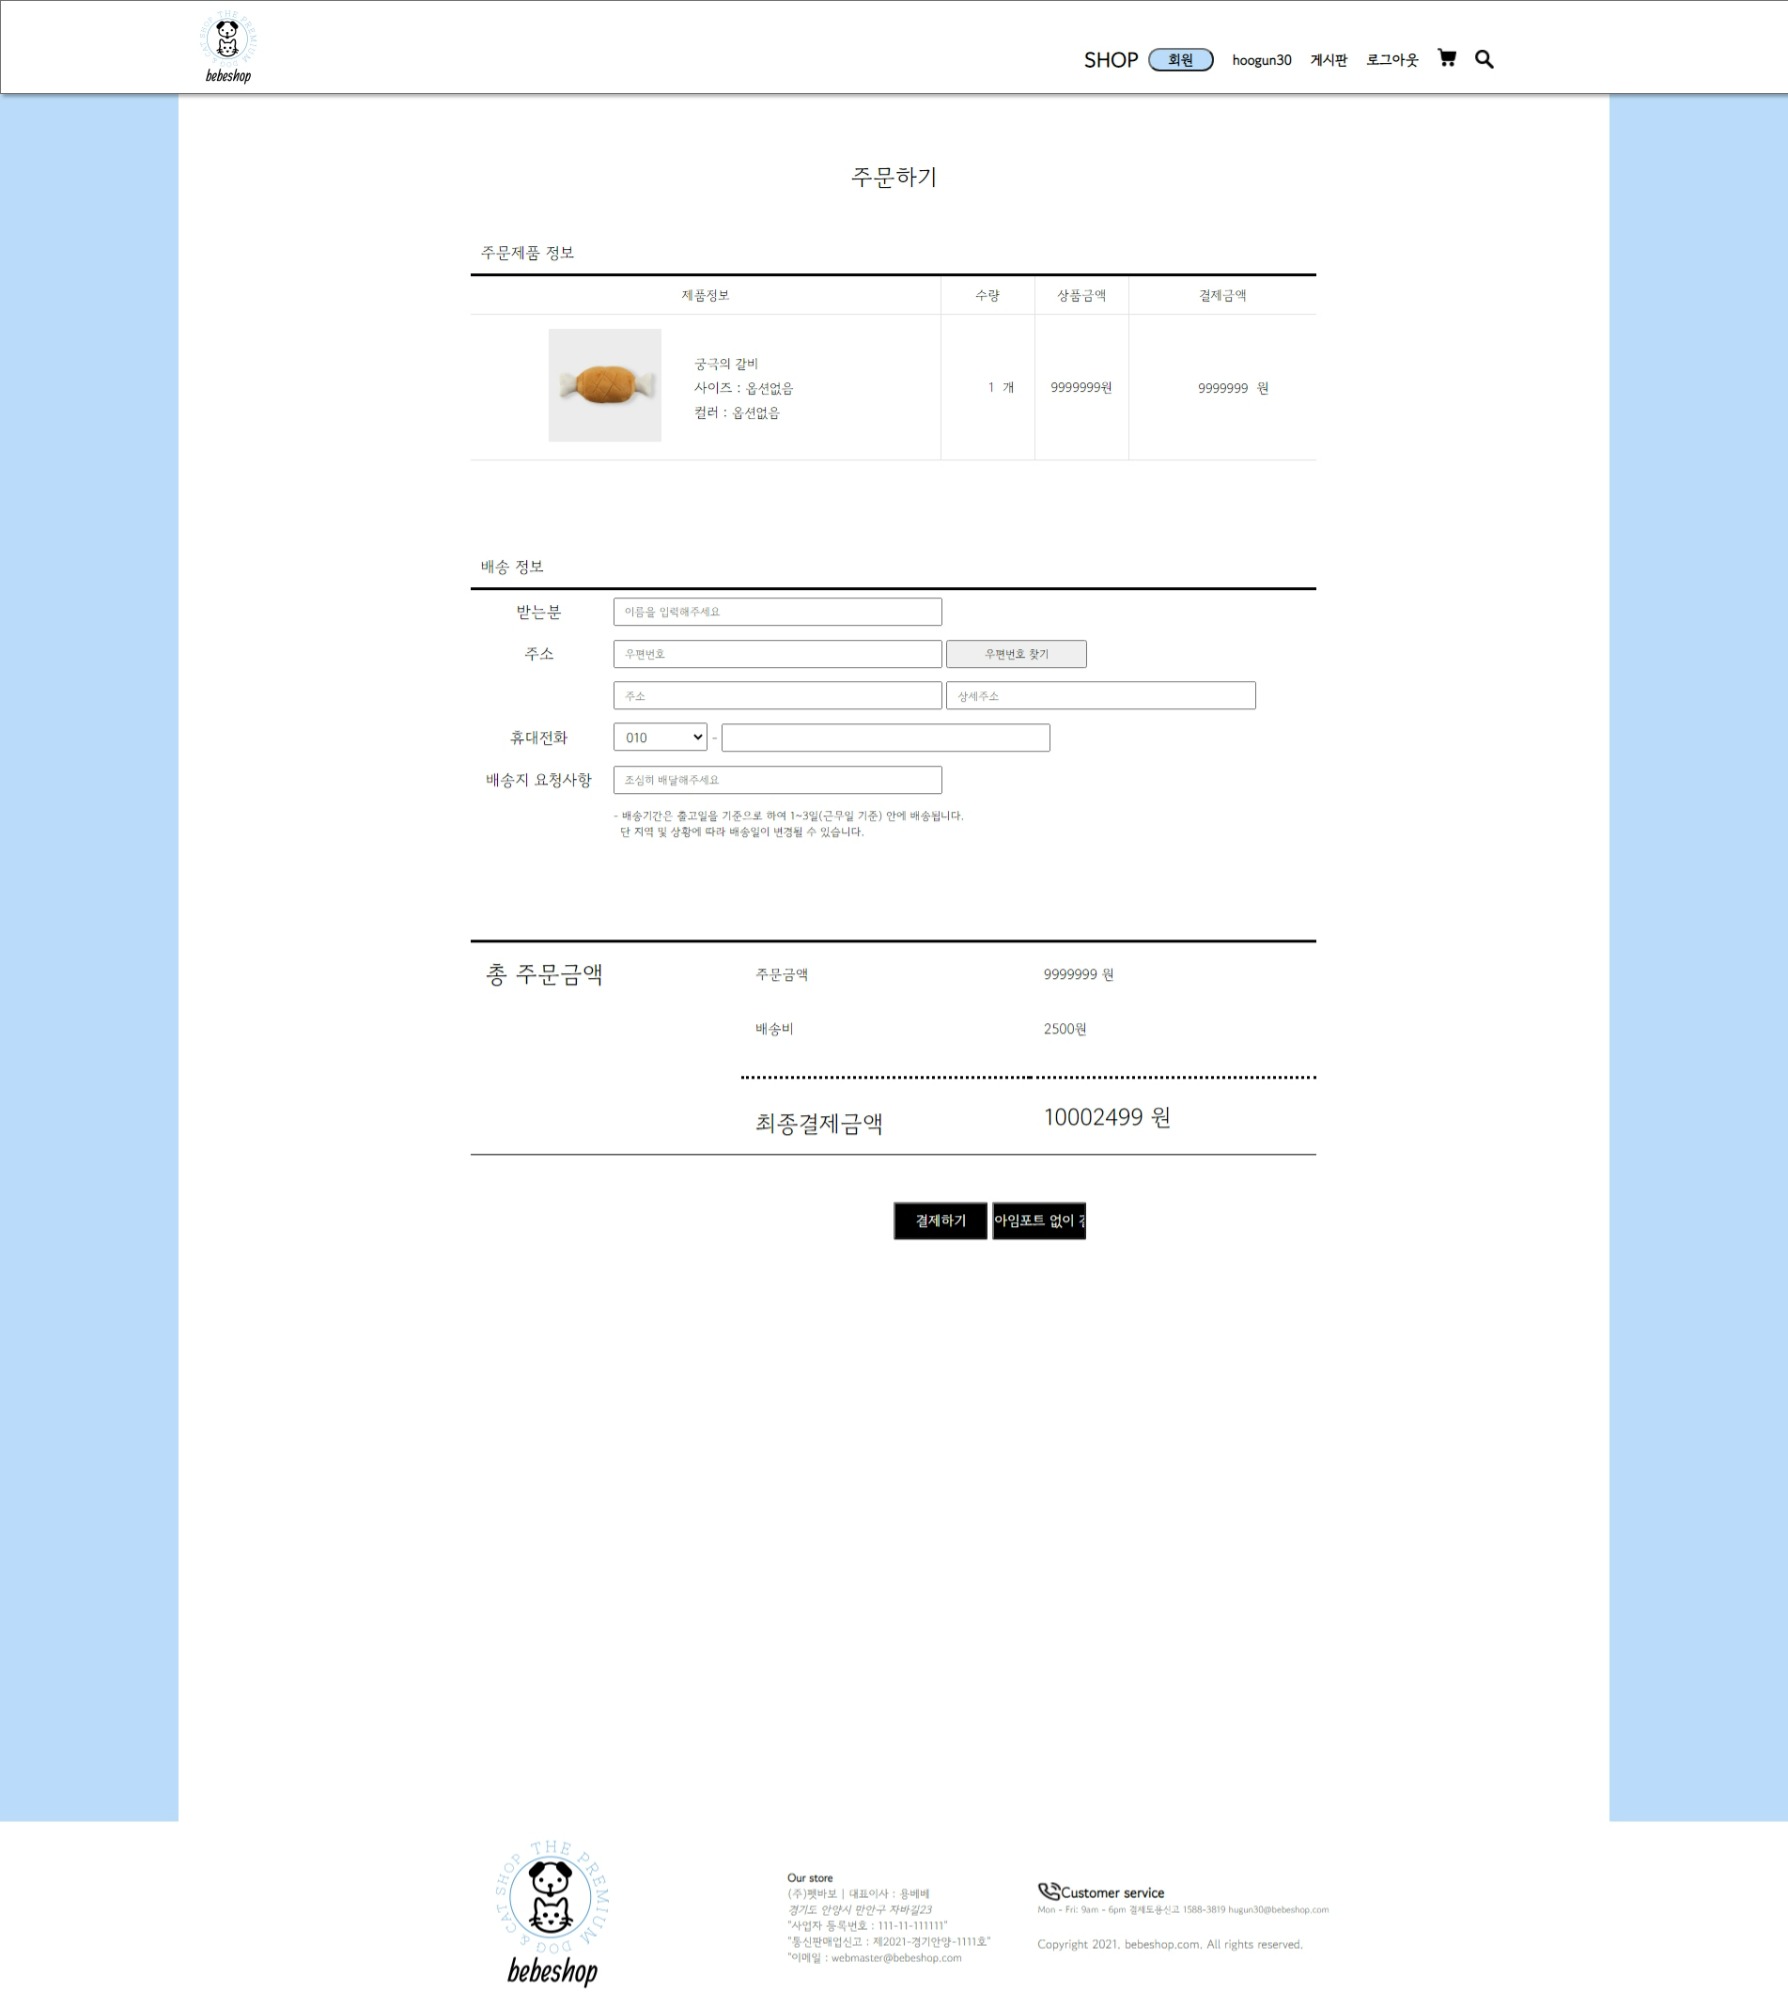 THE PREMIUM DOG & CAT SHOP
bebeshop
SHOP 회원 hoogun30 게시판 로그아웃
주문하기
주문제품 정보
제품정보 수량 상품금액 결제금액
궁극의 갈비
사이즈 : 옵션없음
컬러 : 옵션없음
1 개 9999999원 9999999 원
배송 정보
받는분 이름을 입력해주세요
주소 우편번호 우편번호 찾기
주소 상세주소
휴대전화 010 -
배송지 요청사항 조심히 배달해주세요
- 배송기간은 출고일을 기준으로 하여 1~3일(근무일 기준) 안에 배송됩니다.
단 지역 및 상황에 따라 배송일이 변경될 수 있습니다.
총 주문금액 주문금액 9999999 원
배송비 2500원
최종결제금액 10002499 원
결제하기 아임포트 없이
THE PREMIUM DOG & CAT SHOP
bebeshop
Our store
(주)펫바보 | 대표이사 : 용베베
경기도 안양시 만안구 자바길23
"사업자 등록번호 : 111-11-111111"
"통신판매업신고 : 제2021-경기안양-1111호"
"이메일 : webmaster@bebeshop.com
Customer service
Mon - Fri: 9am - 6pm 결제도용신고 1588-3819 hugun30@bebeshop.com
Copyright 2021. bebeshop.com. All rights reserved.